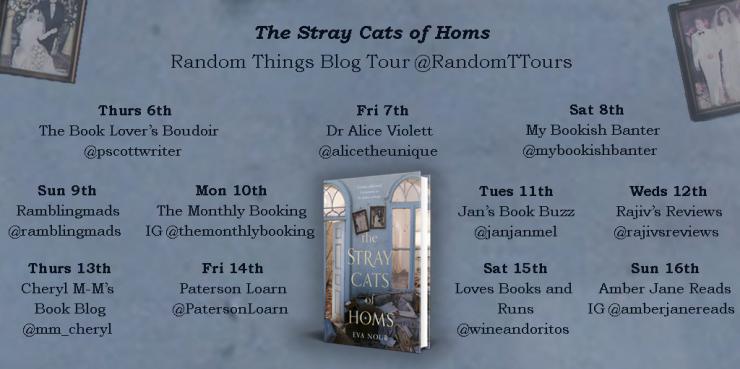 The Stray Cats of Homs
Random Things Blog Tour @RandomTTours
Thurs 6th
The Book Lover's Boudoir
@pscottwriter
Fri 7th
Dr Alice Violett
@alicetheunique
Sat 8th
My Bookish Banter
@mybookishbanter
Sun 9th
Ramblingmads
@ramblingmads
Mon 10th
The Monthly Booking
IG @themonthlybooking
Tues 11th
Jan's Book Buzz
@janjanmel
Weds 12th
Rajiv's Reviews
@rajivsreviews
Thurs 13th
Cheryl M-M's
Book Blog
@mm_cheryl
Fri 14th
Paterson Loarn
@PatersonLoarn
the
STRAY
CATS
of
HOMS
EVA NOUR
Sat 15th
Loves Books and
Runs
@wineandoritos
Sun 16th
Amber Jane Reads
IG @amberjanereads